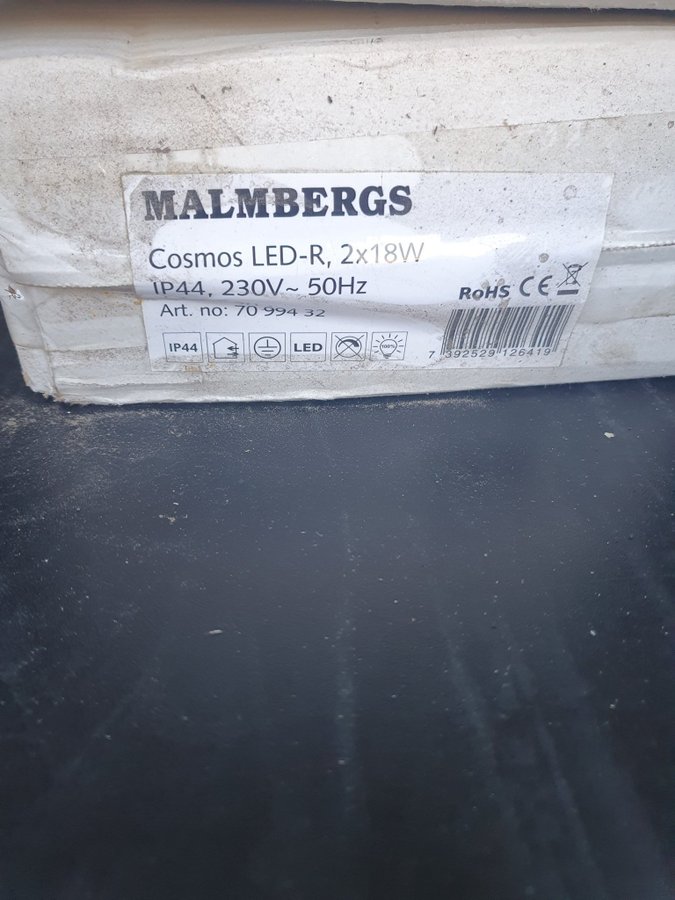 MALMBERGS
Cosmos LED-R, 2x18W
IP44, 230V~ 50Hz
RoHS CE
Art. no: 70 994 32
IP44 LED 100%
7 392529 126419